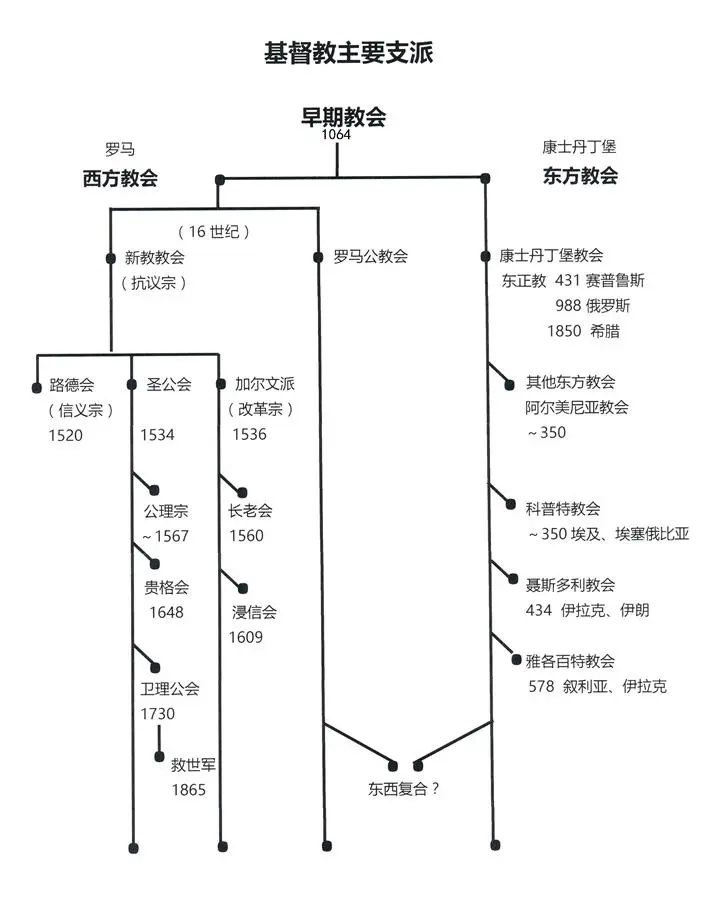 基督教主要支派
早期教会
1064
罗马
西方教会
康士丹丁堡
东方教会
（16世纪）
新教教会
（抗议宗）
罗马公教会
康士丹丁堡教会
东正教 431 赛普鲁斯
988 俄罗斯
1850 希腊
路德会
（信义宗）
1520
圣公会
1534
加尔文派
（改革宗）
1536
其他东方教会
阿尔美尼亚教会
~350
公理宗
~1567
长老会
1560
科普特教会
~350 埃及、埃塞俄比亚
贵格会
1648
浸信会
1609
聂斯多利教会
434 伊拉克、伊朗
卫理公会
1730
雅各百特教会
578 叙利亚、伊拉克
救世军
1865
东西复合？